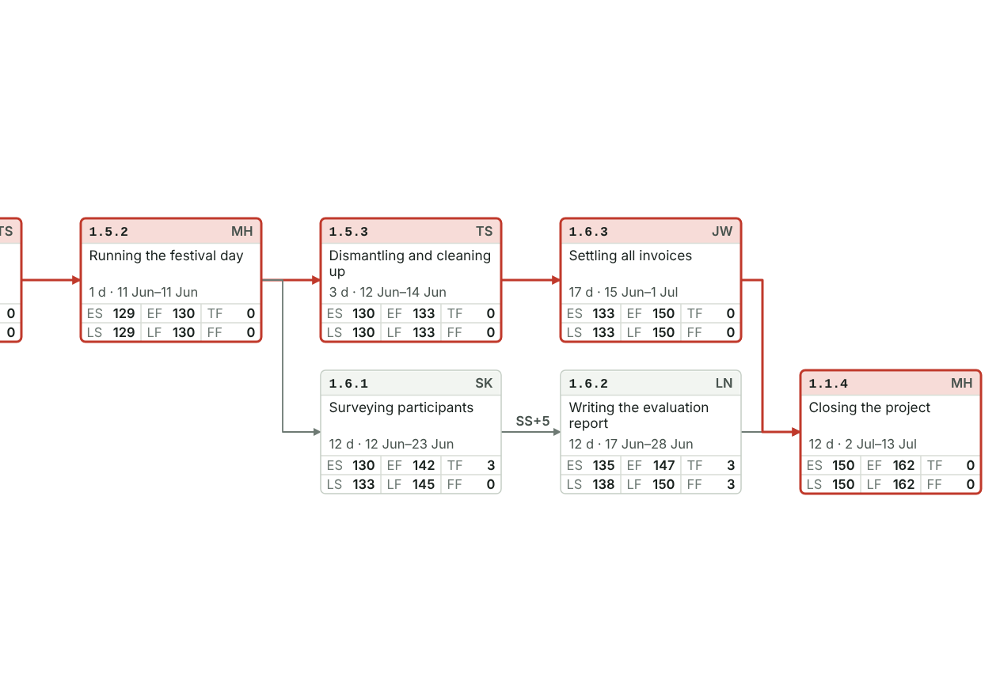 TS
0
0
1.5.2 MH
Running the festival day
1 d · 11 Jun–11 Jun
ES 129 EF 130 TF 0
LS 129 LF 130 FF 0
1.5.3 TS
Dismantling and cleaning
up
3 d · 12 Jun–14 Jun
ES 130 EF 133 TF 0
LS 130 LF 133 FF 0
1.6.3 JW
Settling all invoices
17 d · 15 Jun–1 Jul
ES 133 EF 150 TF 0
LS 133 LF 150 FF 0
1.6.1 SK
Surveying participants
12 d · 12 Jun–23 Jun
ES 130 EF 142 TF 3
LS 133 LF 145 FF 0
SS+5
1.6.2 LN
Writing the evaluation
report
12 d · 17 Jun–28 Jun
ES 135 EF 147 TF 3
LS 138 LF 150 FF 3
1.1.4 MH
Closing the project
12 d · 2 Jul–13 Jul
ES 150 EF 162 TF 0
LS 150 LF 162 FF 0